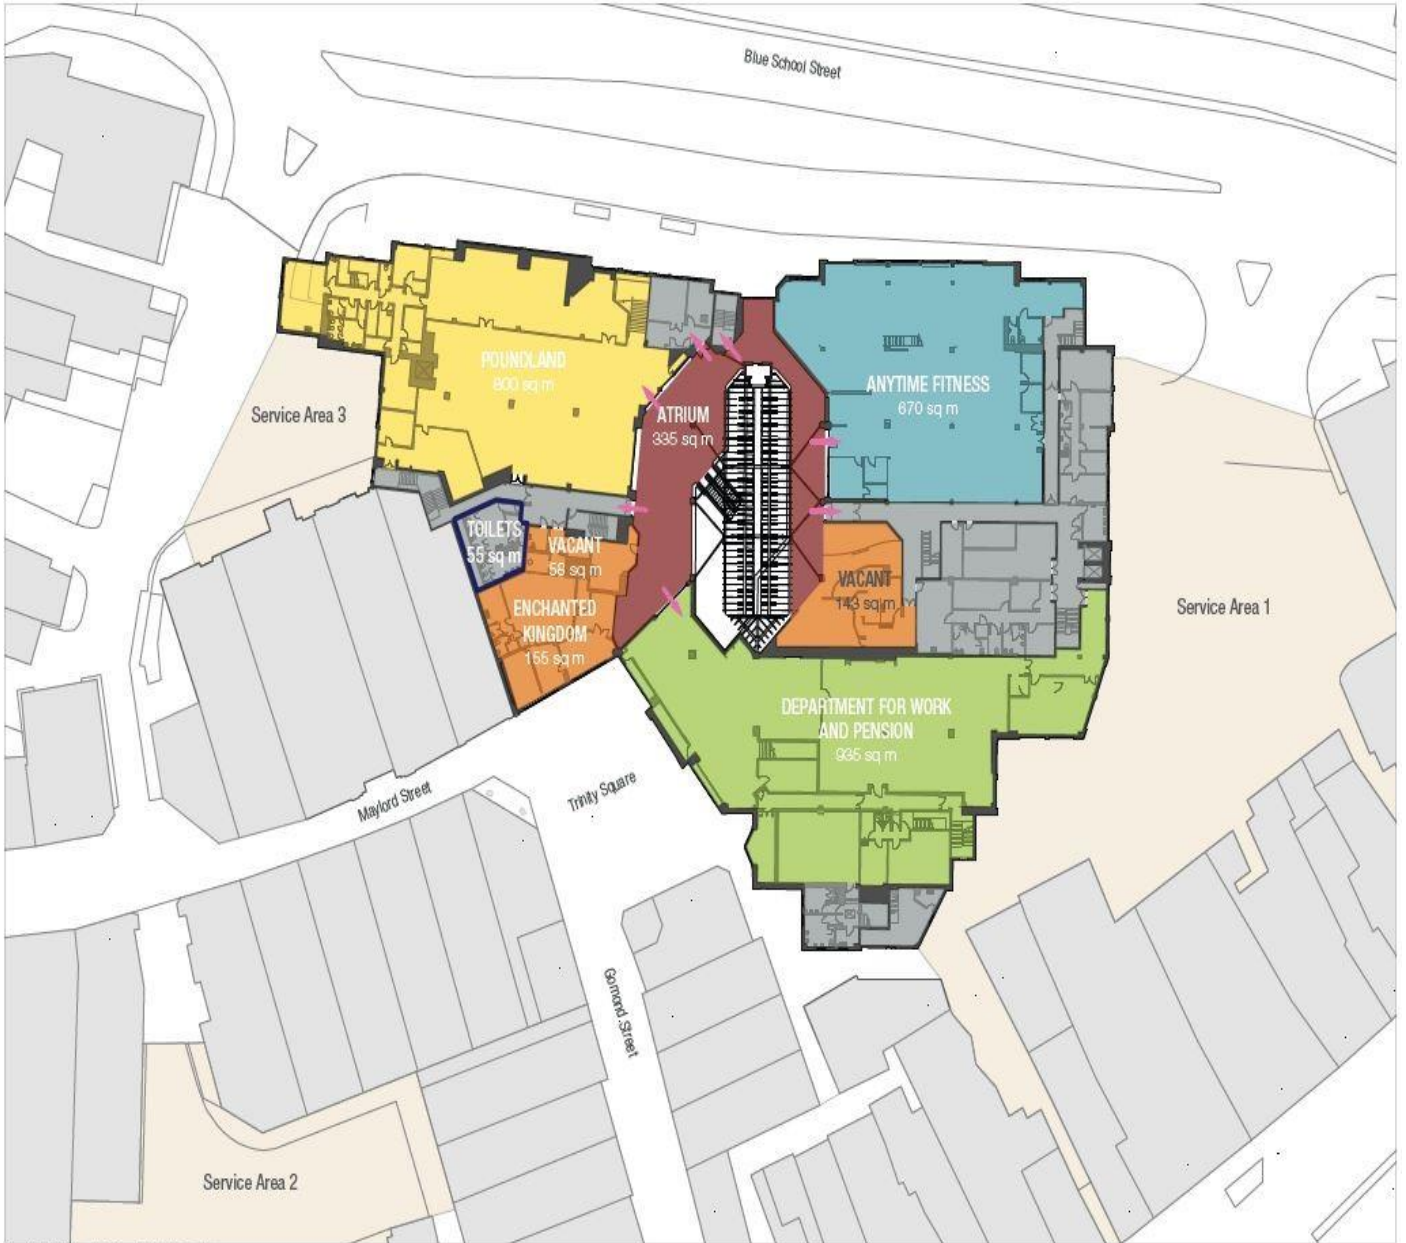 Blue School Street
POUNDLAND
800 sq m
ANYTIME FITNESS
670 sq m
Service Area 3
ATRIUM
335 sq m
TOILETS
55 sq m
VACANT
58 sq m
VACANT
143 sq m
ENCHANTED
KINGDOM
155 sq m
Service Area 1
DEPARTMENT FOR WORK
AND PENSION
935 sq m
Maylord Street
Trinity Square
Gomond Street
Service Area 2